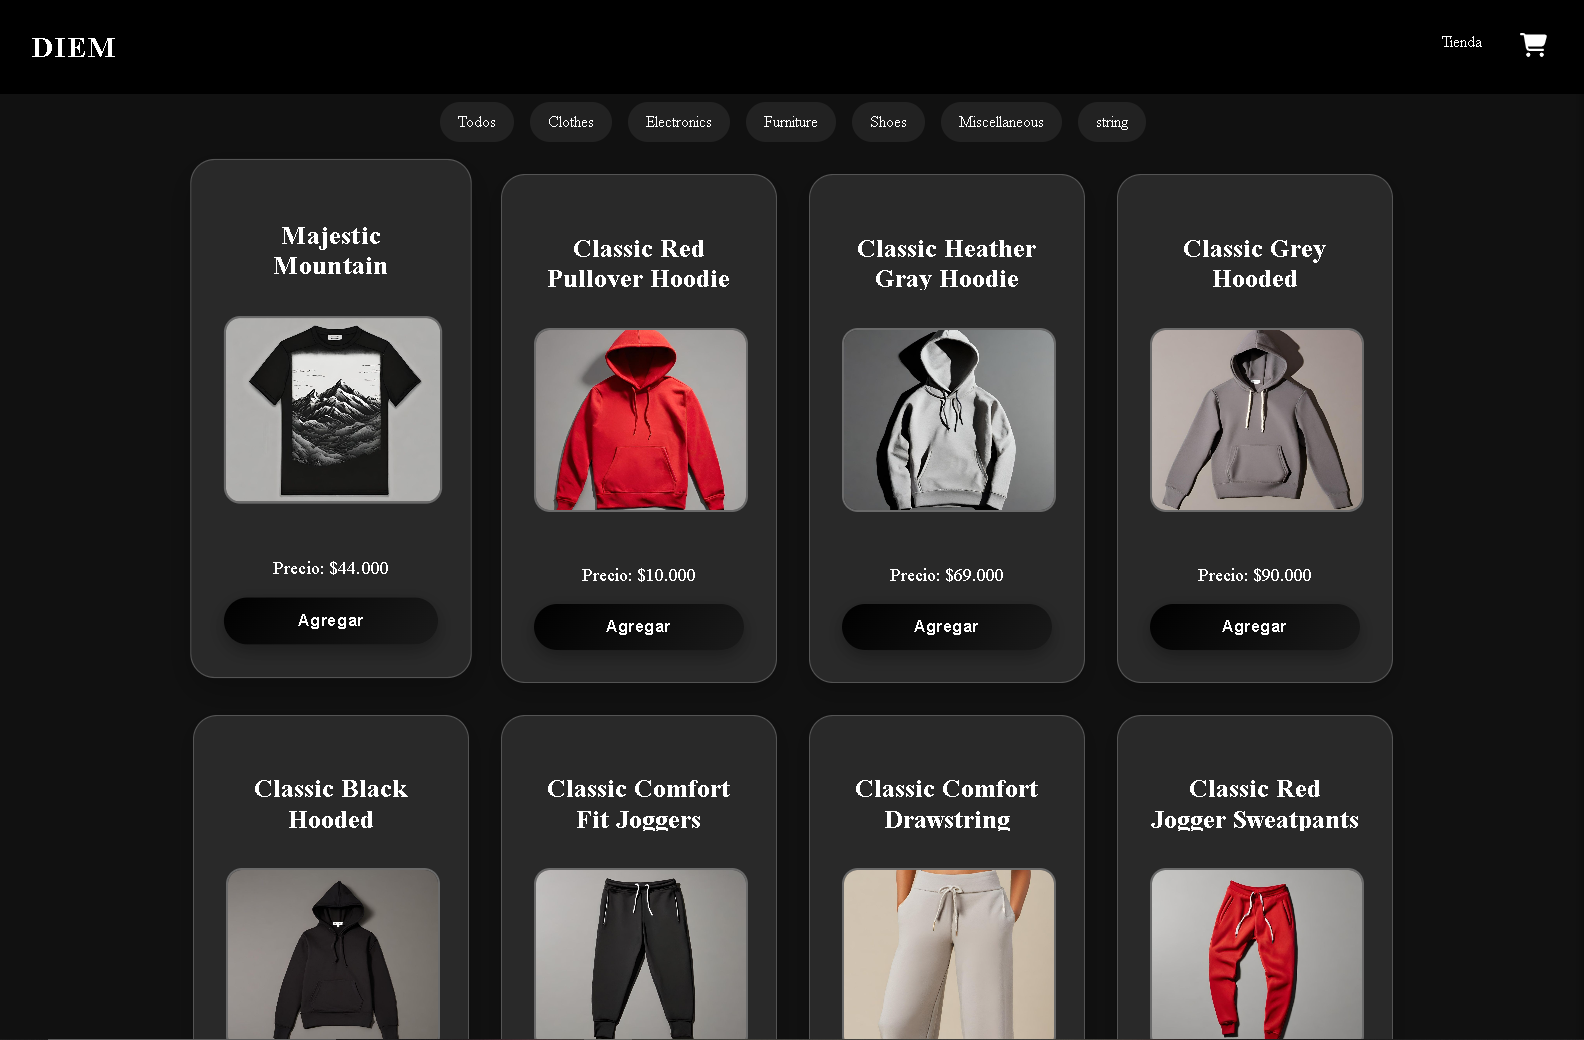 DIEM
Tienda
Todos
Clothes
Electronics
Furniture
Shoes
Miscellaneous
string
Majestic
Mountain
Precio: $44.000
Agregar
Classic Red
Pullover Hoodie
Precio: $10.000
Agregar
Classic Heather
Gray Hoodie
Precio: $69.000
Agregar
Classic Grey
Hooded
Precio: $90.000
Agregar
Classic Black
Hooded
Classic Comfort
Fit Joggers
Classic Comfort
Drawstring
Classic Red
Jogger Sweatpants